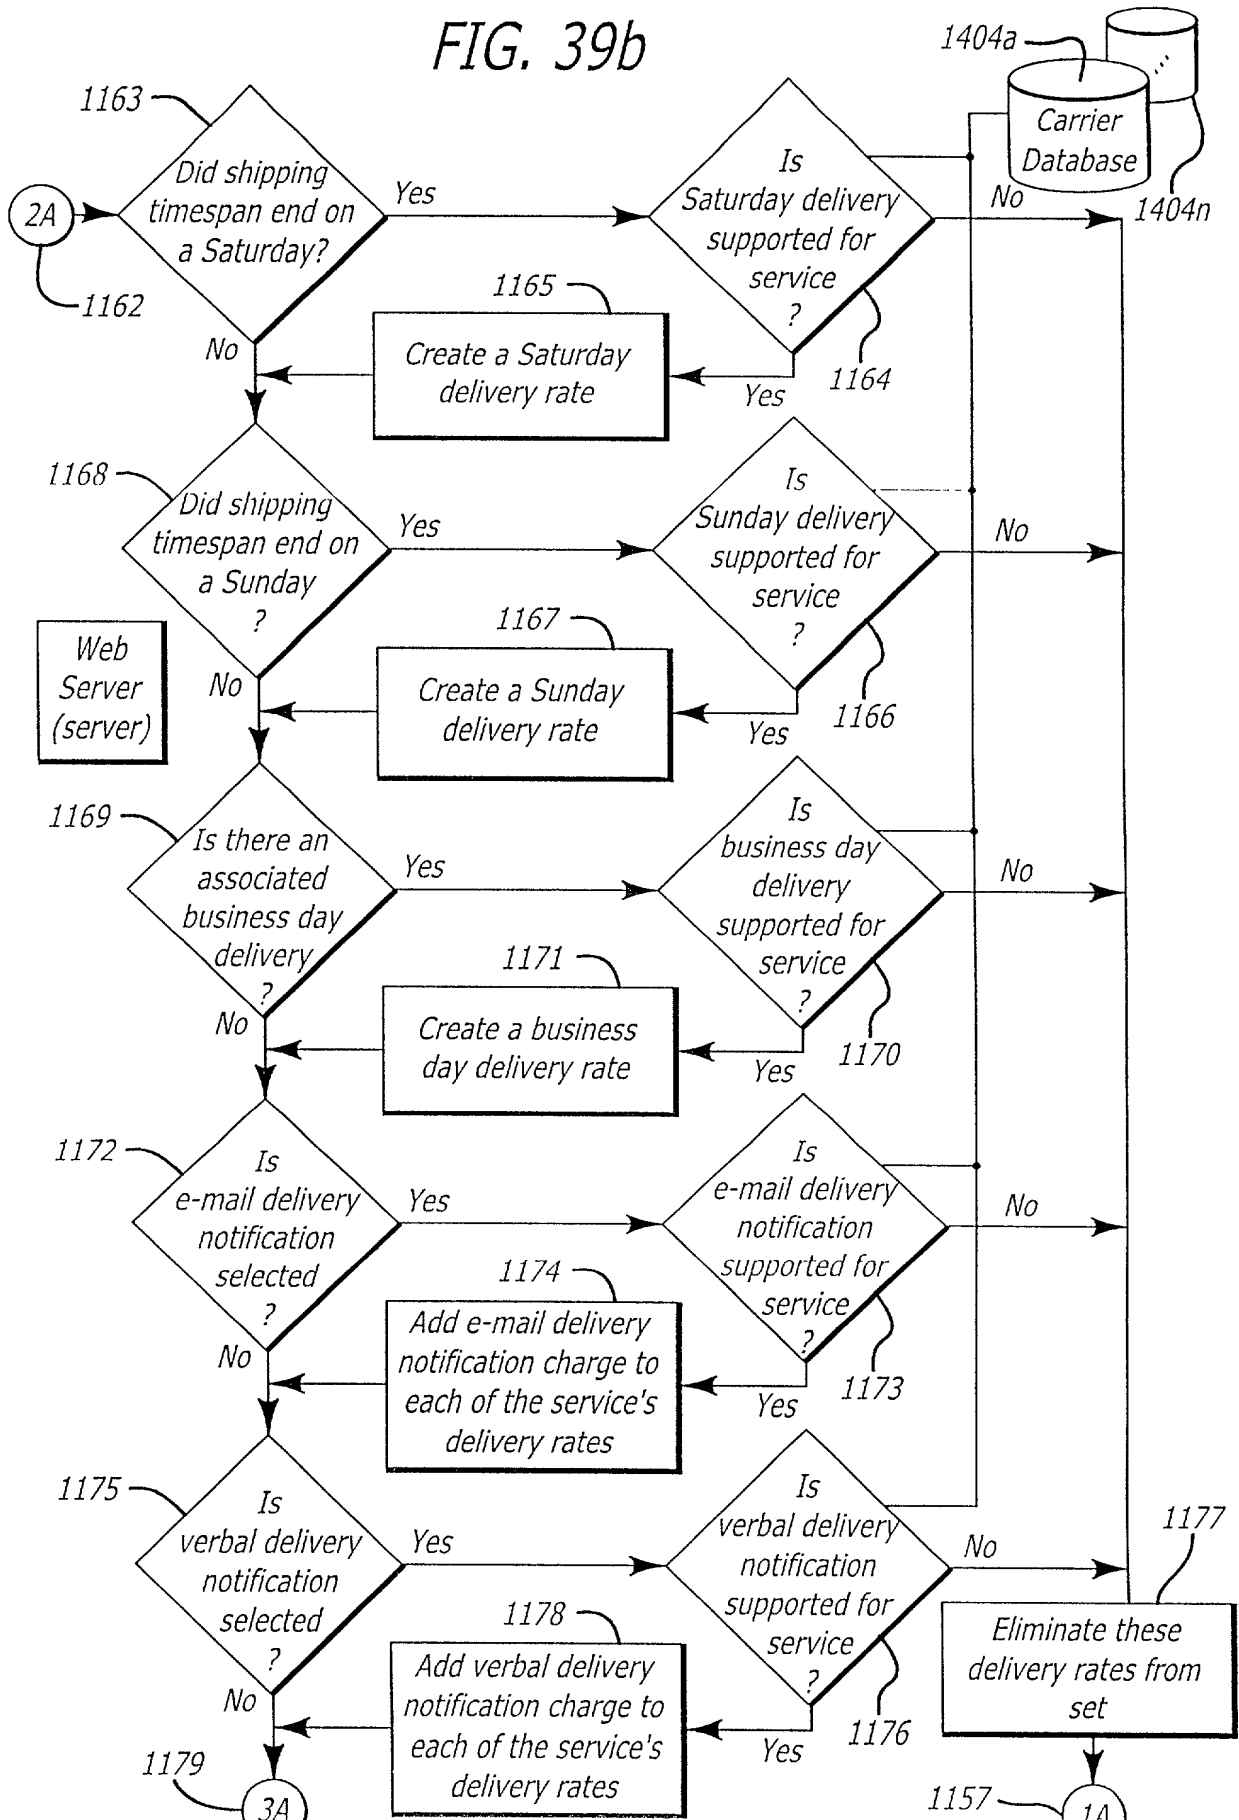 FIG. 39b
1404a
Carrier
Database
1404n
1163
Did shipping
timespan end on
a Saturday?
2A
1162
Yes
Is
Saturday delivery
supported for
service
?
No
1164
1165
Create a Saturday
delivery rate
Yes
No
1168
Did shipping
timespan end on
a Sunday
?
Yes
Is
Sunday delivery
supported for
service
?
No
1166
1167
Create a Sunday
delivery rate
Yes
No
Web
Server
(server)
1169
Is there an
associated
business day
delivery
?
Yes
Is
business day
delivery
supported for
service
?
No
1170
1171
Create a business
day delivery rate
Yes
No
1172
Is
e-mail delivery
notification
selected
?
Yes
Is
e-mail delivery
notification
supported for
service
?
No
1173
1174
Add e-mail delivery
notification charge to
each of the service's
delivery rates
Yes
No
1175
Is
verbal delivery
notification
selected
?
Yes
Is
verbal delivery
notification
supported for
service
?
No
1176
1177
Eliminate these
delivery rates from
set
1178
Add verbal delivery
notification charge to
each of the service's
delivery rates
Yes
No
1179
3A
1157
1A